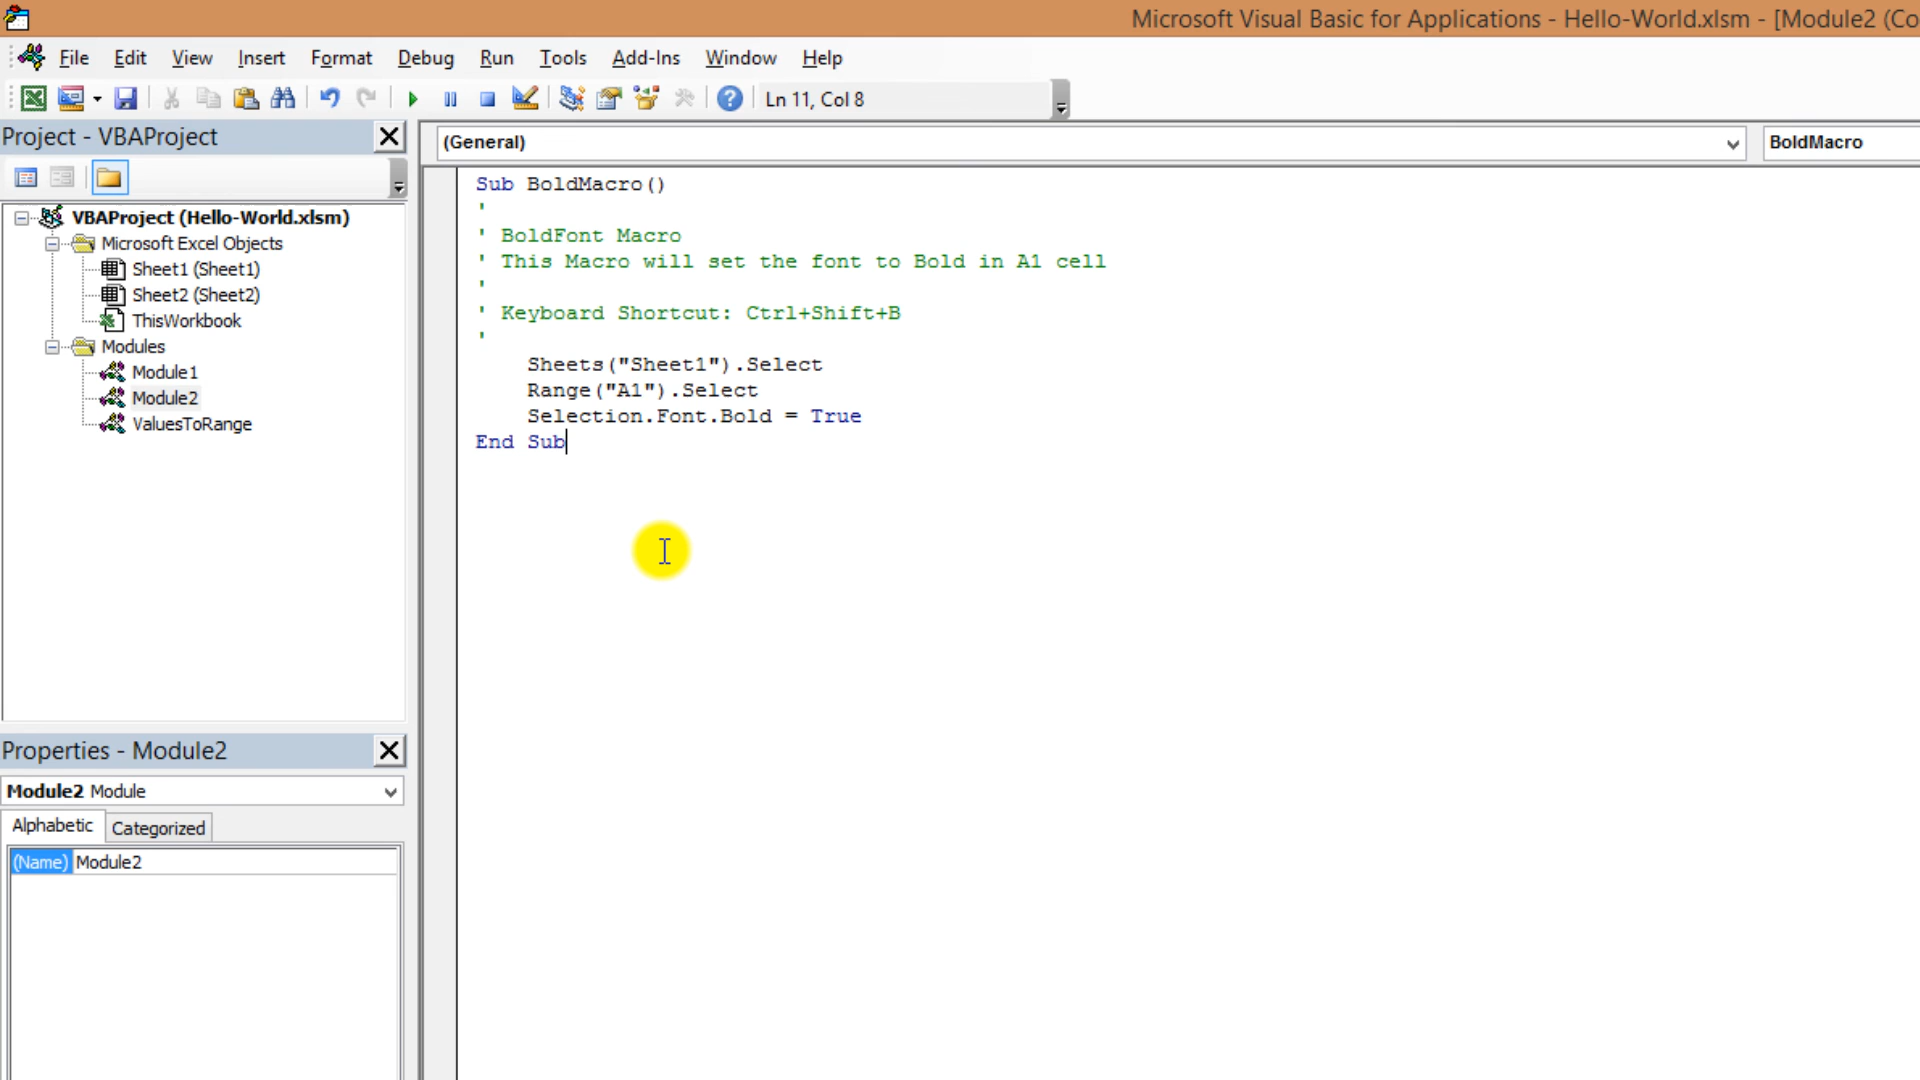 Microsoft Visual Basic for Applications - Hello-World.xlsm - [Module2 (Co
File Edit View Insert Format Debug Run Tools Add-Ins Window Help
Ln 11, Col 8
Project - VBAProject
(General)
BoldMacro
VBAProject (Hello-World.xlsm)
Microsoft Excel Objects
Sheet1 (Sheet1)
Sheet2 (Sheet2)
ThisWorkbook
Modules
Module1
Module2
ValuesToRange
Sub BoldMacro()
'
' BoldFont Macro
' This Macro will set the font to Bold in A1 cell
'
' Keyboard Shortcut: Ctrl+Shift+B
'
Sheets("Sheet1").Select
Range("A1").Select
Selection.Font.Bold = True
End Sub
Properties - Module2
Module2 Module
Alphabetic Categorized
(Name) Module2